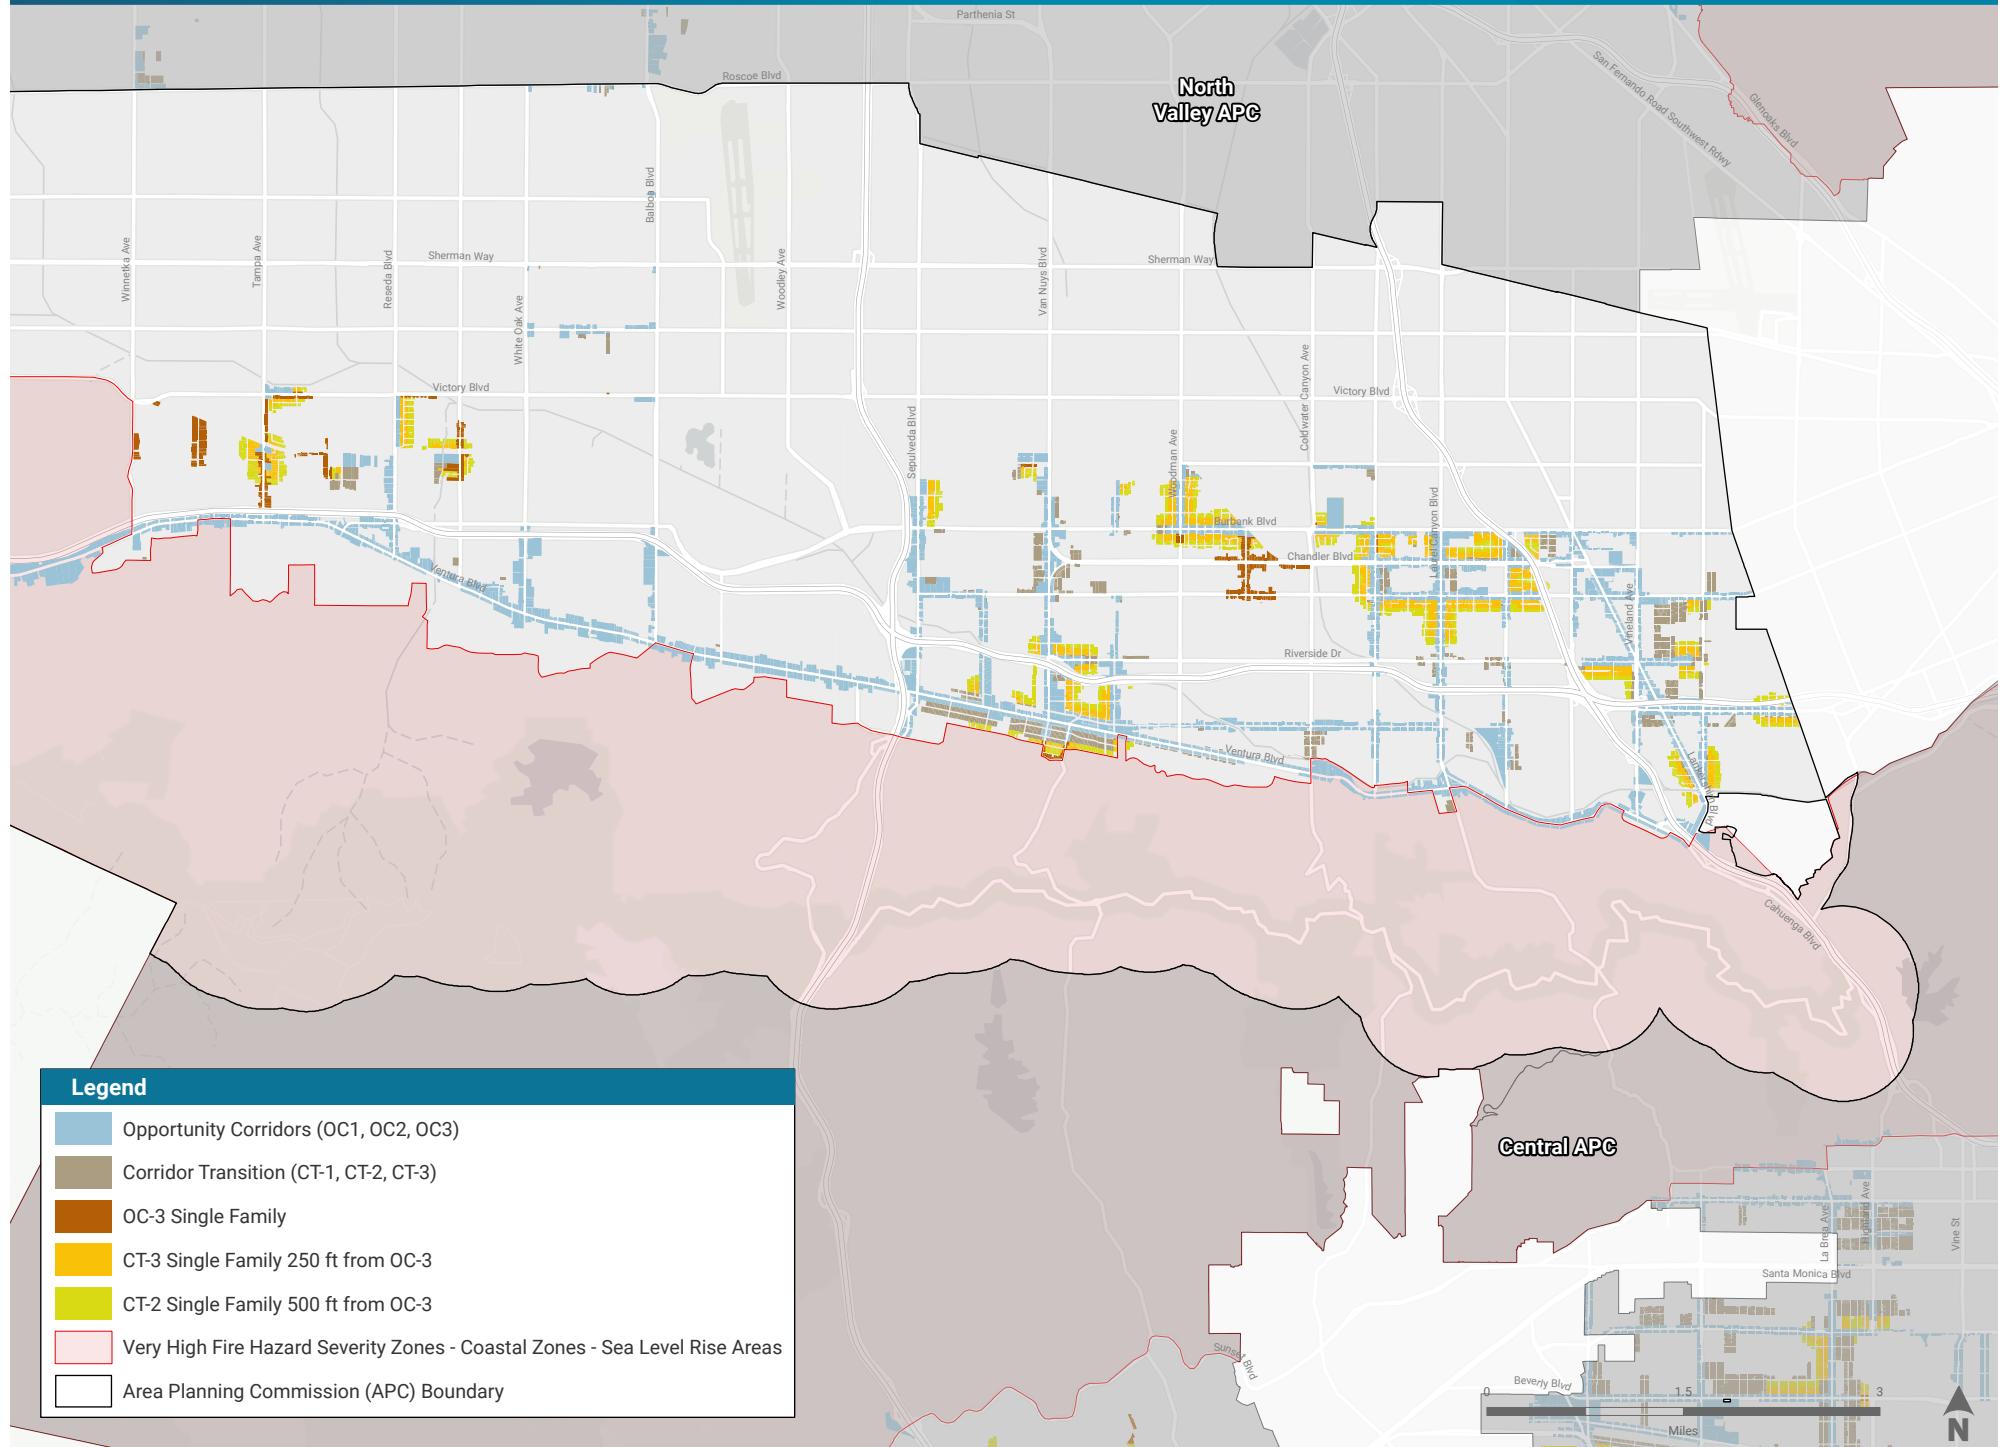 Parthenia St
Roscoe Blvd
North
Valley APC
San Fernando Road Southwest Rdwy
Glenoaks Blvd
Balboa Blvd
Winnetka Ave
Tampa Ave
Reseda Blvd
Sherman Way
White Oak Ave
Woodley Ave
Van Nuys Blvd
Sherman Way
Coldwater Canyon Ave
Victory Blvd
Victory Blvd
Sepulveda Blvd
Woodman Ave
Laurel Canyon Blvd
Burbank Blvd
Chandler Blvd
Vineland Ave
Ventura Blvd
Riverside Dr
Ventura Blvd
Lankershim Blvd
Cahuenga Blvd
Central APC
La Brea Ave
Highland Ave
Vine St
Santa Monica Blvd
Sunset Blvd
Beverly Blvd
Legend
Opportunity Corridors (OC1, OC2, OC3)
Corridor Transition (CT-1, CT-2, CT-3)
OC-3 Single Family
CT-3 Single Family 250 ft from OC-3
CT-2 Single Family 500 ft from OC-3
Very High Fire Hazard Severity Zones - Coastal Zones - Sea Level Rise Areas
Area Planning Commission (APC) Boundary
0 1.5 3
Miles
N